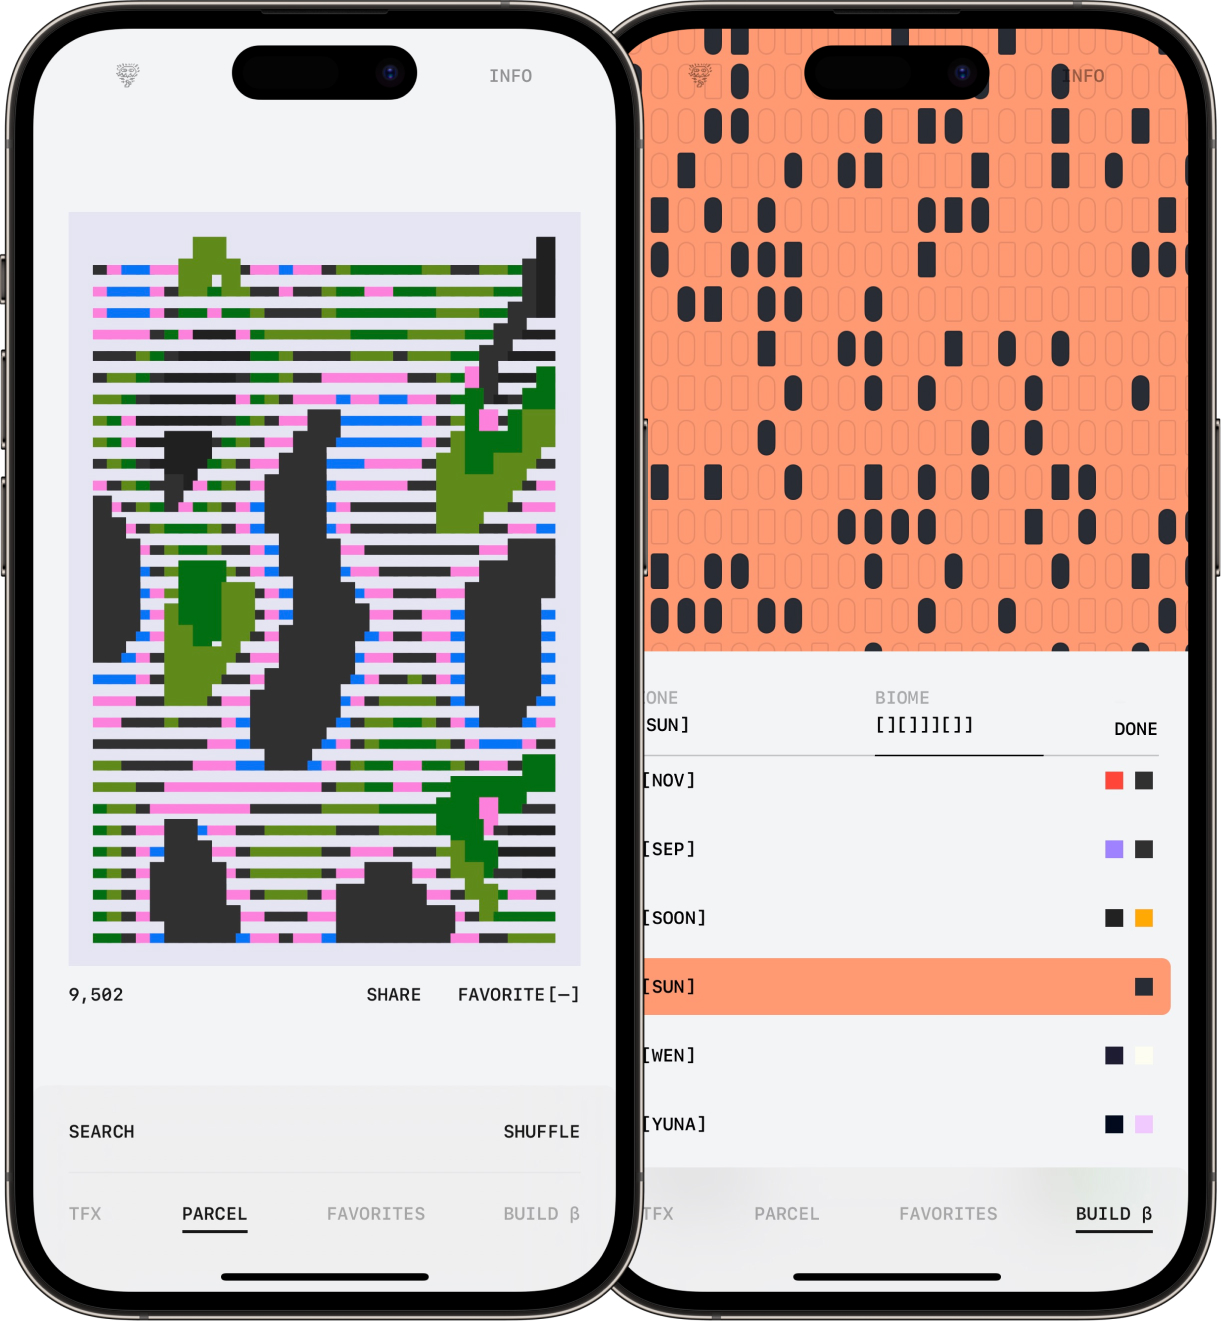 INFO
9,502
SHARE
FAVORITE[—]
SEARCH
SHUFFLE
TFX
PARCEL
FAVORITES
BUILD β
INFO
BIOME
SUN]
[][]]][]]
DONE
[NOV]
[SEP]
[SOON]
[SUN]
[WEN]
[YUNA]
TFX
PARCEL
FAVORITES
BUILD β